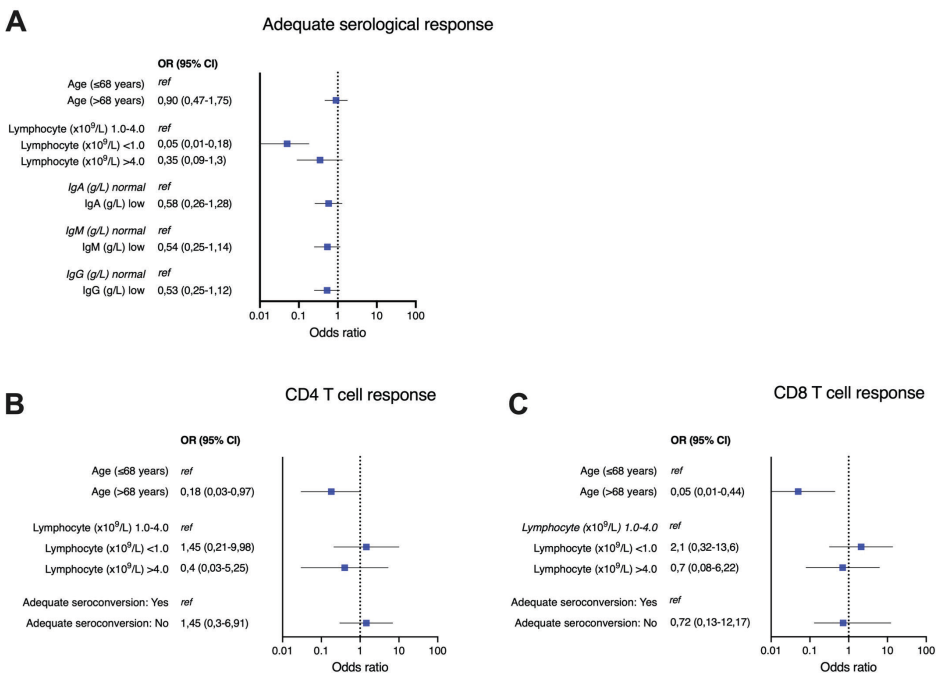 A
Adequate serological response
OR (95% CI)
Age (≤68 years) ref
Age (>68 years) 0,90 (0,47-1,75)
Lymphocyte (x10⁹/L) 1.0-4.0 ref
Lymphocyte (x10⁹/L) <1.0 0,05 (0,01-0,18)
Lymphocyte (x10⁹/L) >4.0 0,35 (0,09-1,3)
IgA (g/L) normal ref
IgA (g/L) low 0,58 (0,26-1,28)
IgM (g/L) normal ref
IgM (g/L) low 0,54 (0,25-1,14)
IgG (g/L) normal ref
IgG (g/L) low 0,53 (0,25-1,12)
0.01 0.1 1 10 100
Odds ratio
B
CD4 T cell response
OR (95% CI)
Age (≤68 years) ref
Age (>68 years) 0,18 (0,03-0,97)
Lymphocyte (x10⁹/L) 1.0-4.0 ref
Lymphocyte (x10⁹/L) <1.0 1,45 (0,21-9,98)
Lymphocyte (x10⁹/L) >4.0 0,4 (0,03-5,25)
Adequate seroconversion: Yes ref
Adequate seroconversion: No 1,45 (0,3-6,91)
0.01 0.1 1 10 100
Odds ratio
C
CD8 T cell response
OR (95% CI)
Age (≤68 years) ref
Age (>68 years) 0,05 (0,01-0,44)
Lymphocyte (x10⁹/L) 1.0-4.0 ref
Lymphocyte (x10⁹/L) <1.0 2,1 (0,32-13,6)
Lymphocyte (x10⁹/L) >4.0 0,7 (0,08-6,22)
Adequate seroconversion: Yes ref
Adequate seroconversion: No 0,72 (0,13-12,17)
0.01 0.1 1 10 100
Odds ratio